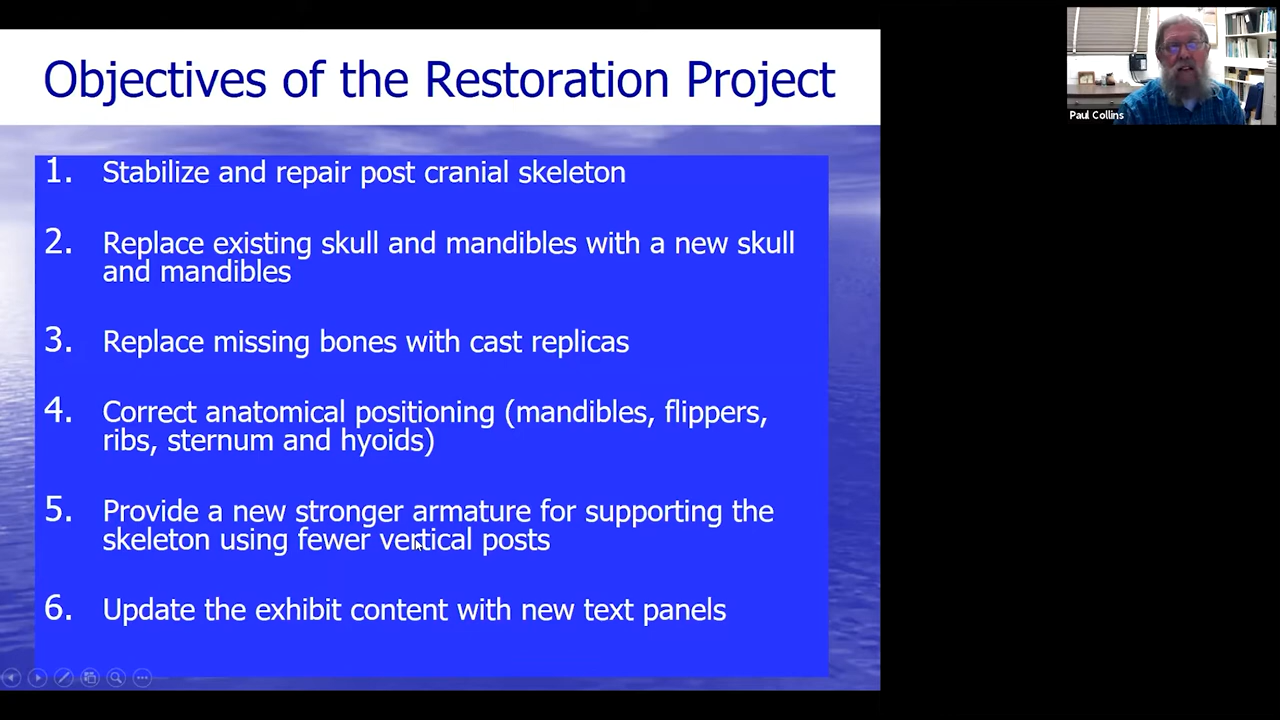 Objectives of the Restoration Project
1. Stabilize and repair post cranial skeleton
2. Replace existing skull and mandibles with a new skull
and mandibles
3. Replace missing bones with cast replicas
4. Correct anatomical positioning (mandibles, flippers,
ribs, sternum and hyoids)
5. Provide a new stronger armature for supporting the
skeleton using fewer vertical posts
6. Update the exhibit content with new text panels
Paul Collins